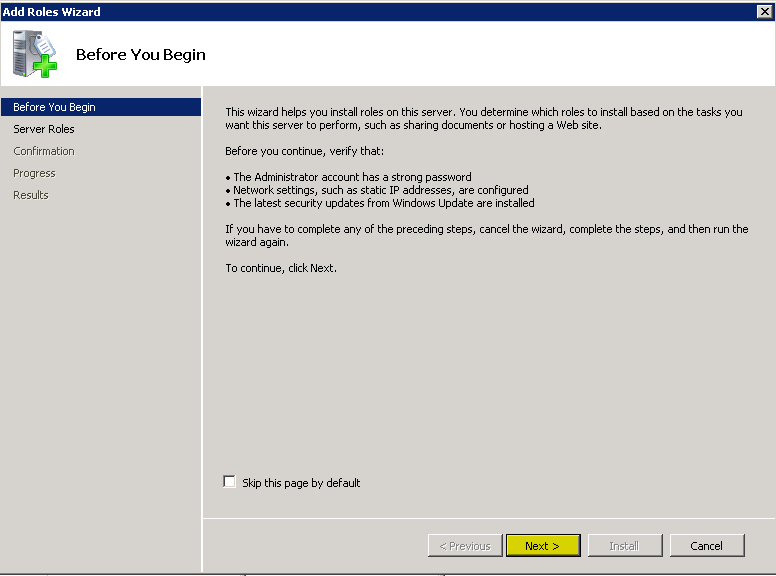 Add Roles Wizard
Before You Begin
Before You Begin
Server Roles
Confirmation
Progress
Results
This wizard helps you install roles on this server. You determine which roles to install based on the tasks you
want this server to perform, such as sharing documents or hosting a Web site.
Before you continue, verify that:
• The Administrator account has a strong password
• Network settings, such as static IP addresses, are configured
• The latest security updates from Windows Update are installed
If you have to complete any of the preceding steps, cancel the wizard, complete the steps, and then run the
wizard again.
To continue, click Next.
Skip this page by default
< Previous
Next >
Install
Cancel